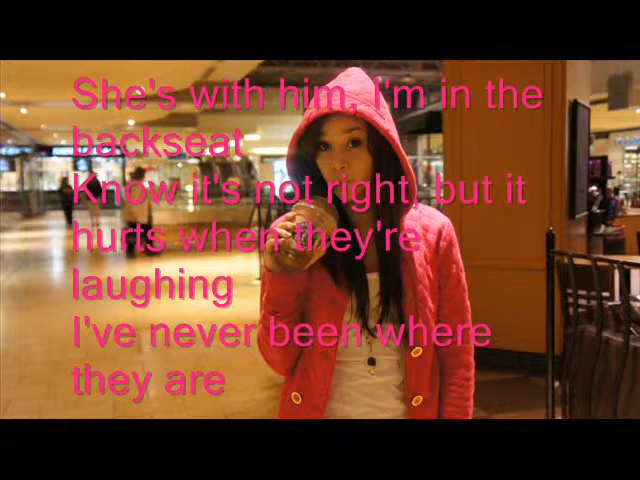 She's with him, I'm in the
backseat
Know it's not right, but it
hurts when they're
laughing
I've never been where
they are